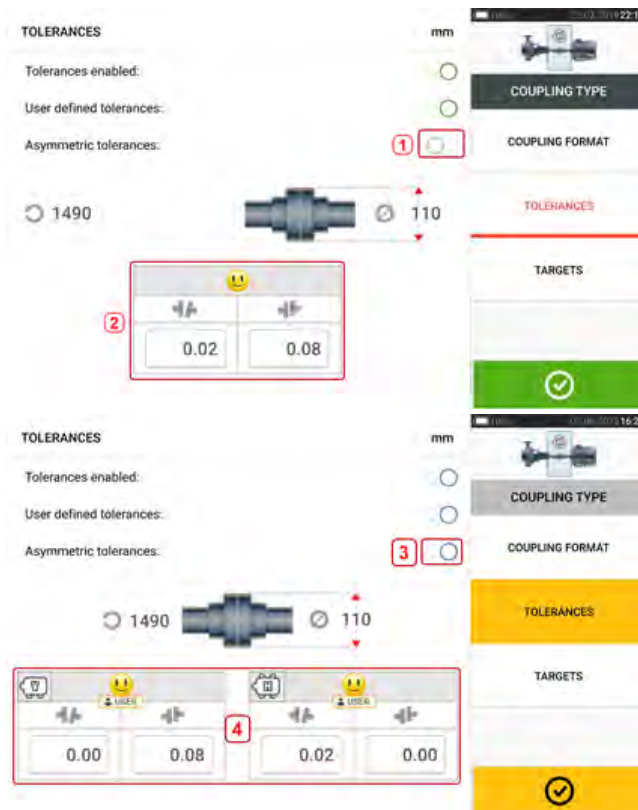 TOLERANCES mm
Tolerances enabled:
User defined tolerances:
Asymmetric tolerances:
1
1490
110
2
0.02 0.08
COUPLING TYPE
COUPLING FORMAT
TOLERANCES
TARGETS
TOLERANCES mm
Tolerances enabled:
User defined tolerances:
Asymmetric tolerances:
3
1490
110
USER USER
4
0.00 0.08 0.02 0.00
COUPLING TYPE
COUPLING FORMAT
TOLERANCES
TARGETS